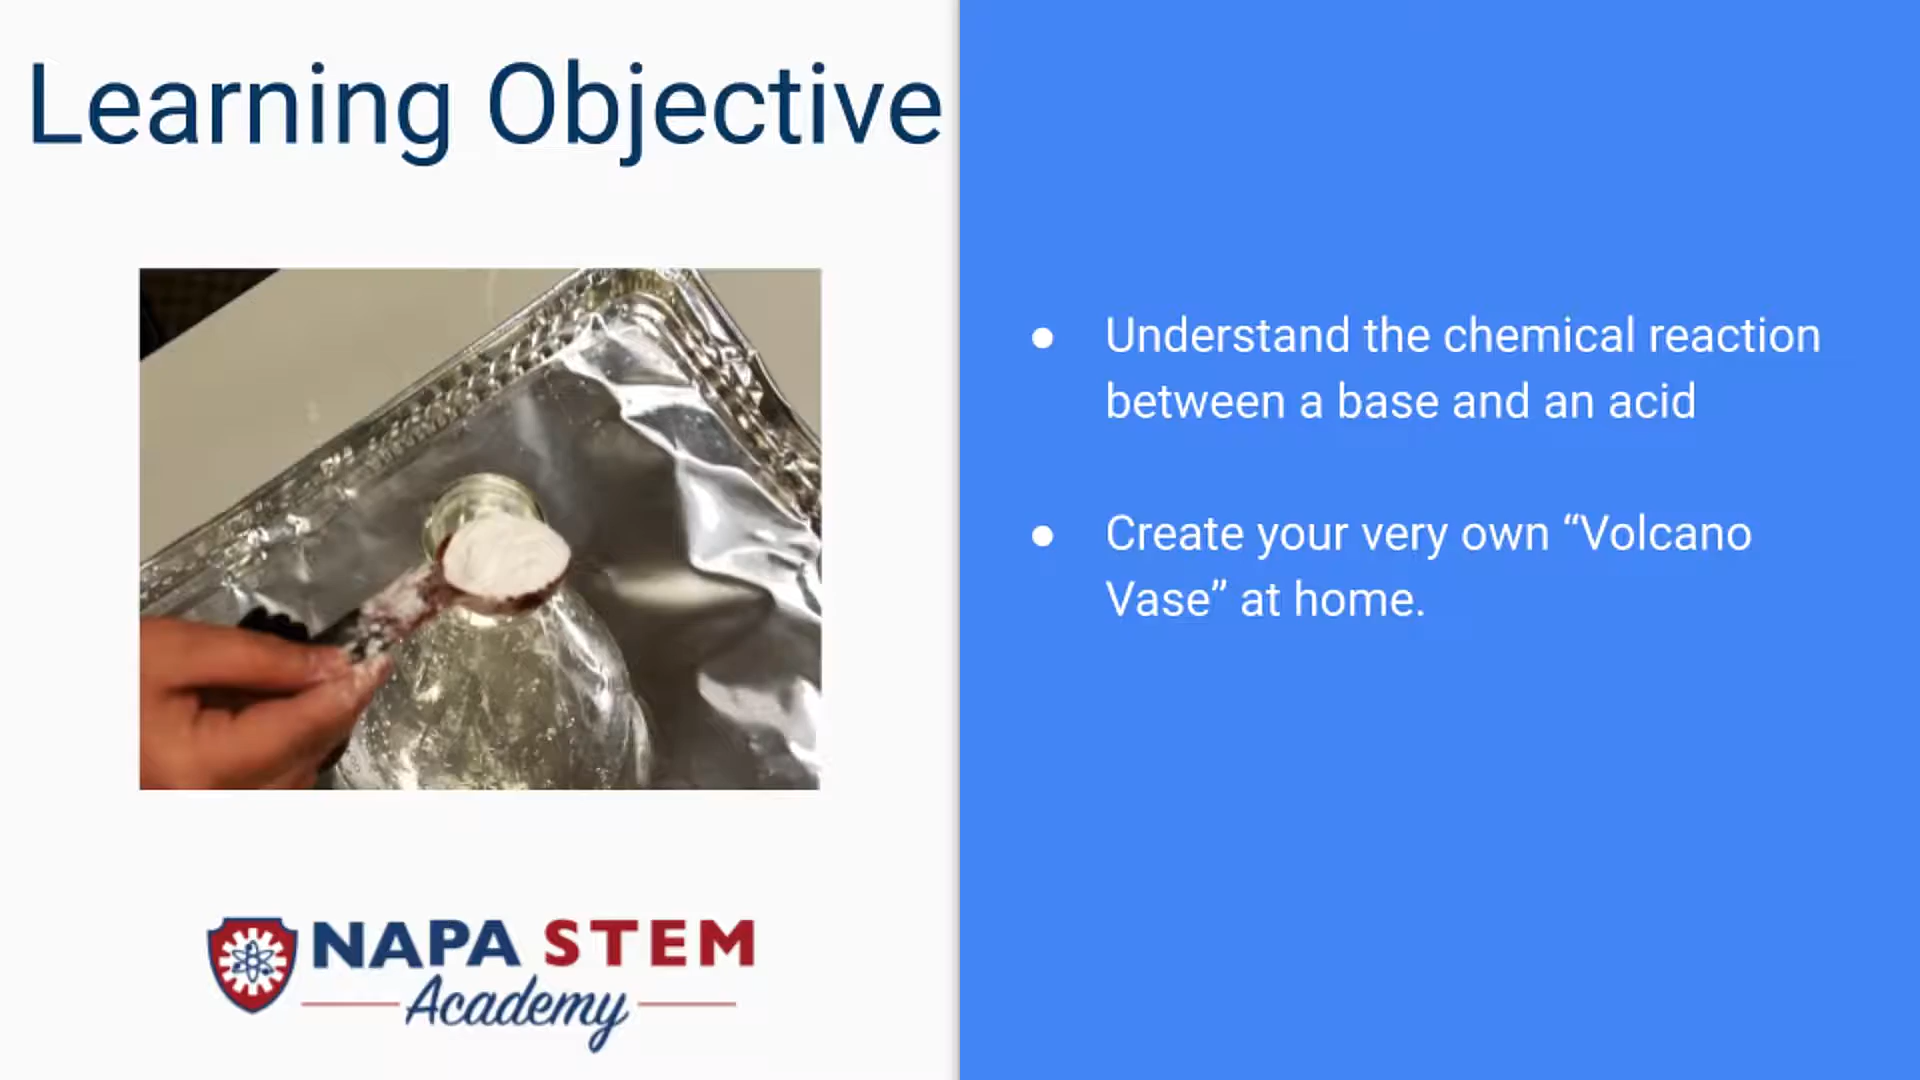 Learning Objective
● Understand the chemical reaction
between a base and an acid
● Create your very own “Volcano
Vase” at home.
NAPA STEM
Academy